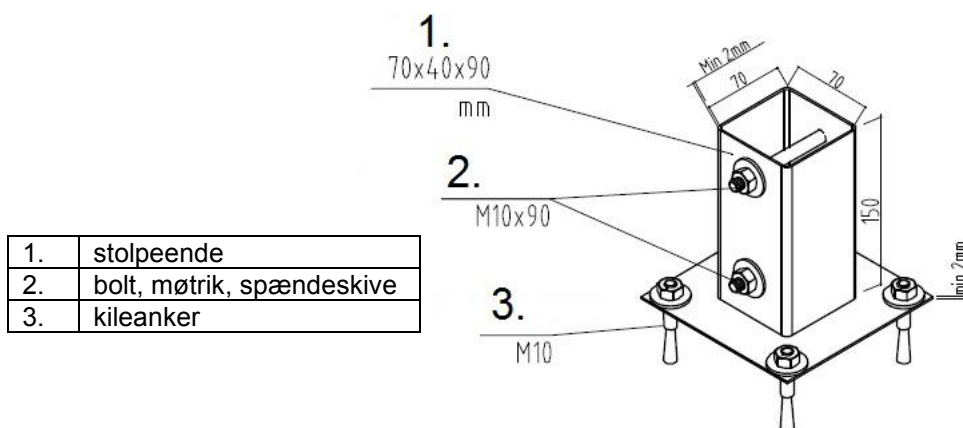 1.
70x40x90
mm
Min 2mm
70
70
2.
M10x90
150
min 2mm
1. stolpeende
2. bolt, møtrik, spændeskive
3. kileanker
3.
M10